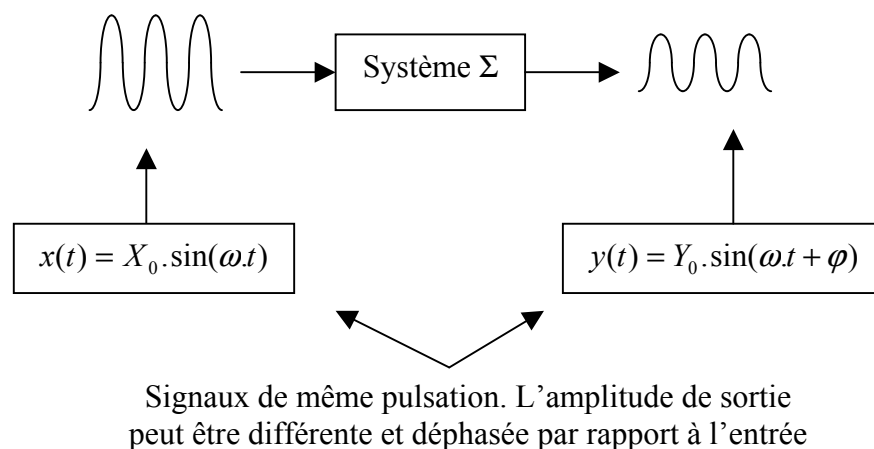 Système Σ
x(t) = X₀.sin(ω.t)
y(t) = Y₀.sin(ω.t + φ)
Signaux de même pulsation. L’amplitude de sortie
peut être différente et déphasée par rapport à l’entrée